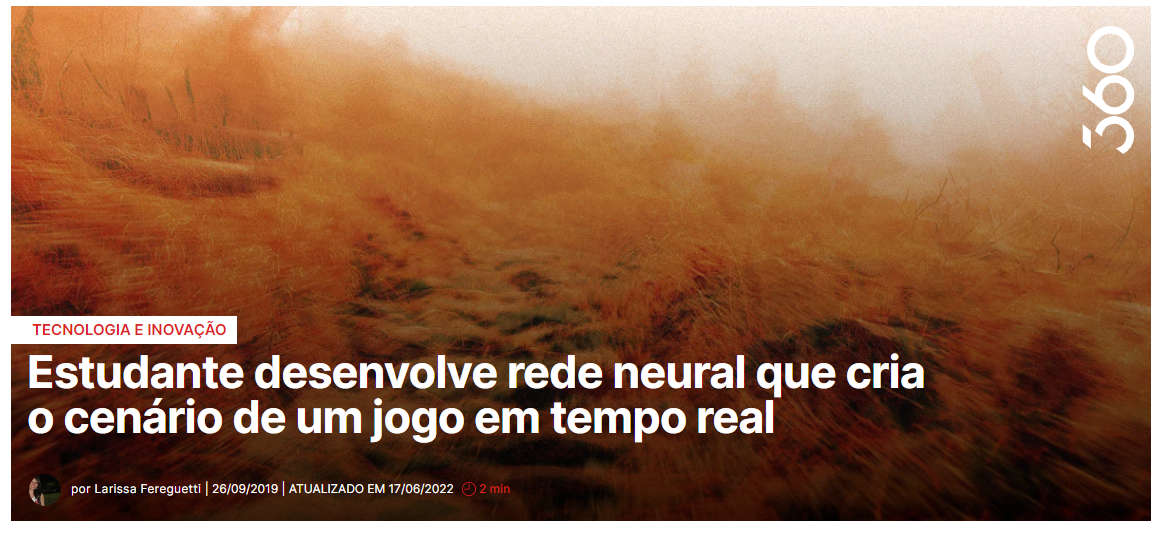 360
TECNOLOGIA E INOVAÇÃO
Estudante desenvolve rede neural que cria
o cenário de um jogo em tempo real
por Larissa Fereguetti | 26/09/2019 | ATUALIZADO EM 17/06/2022 2 min